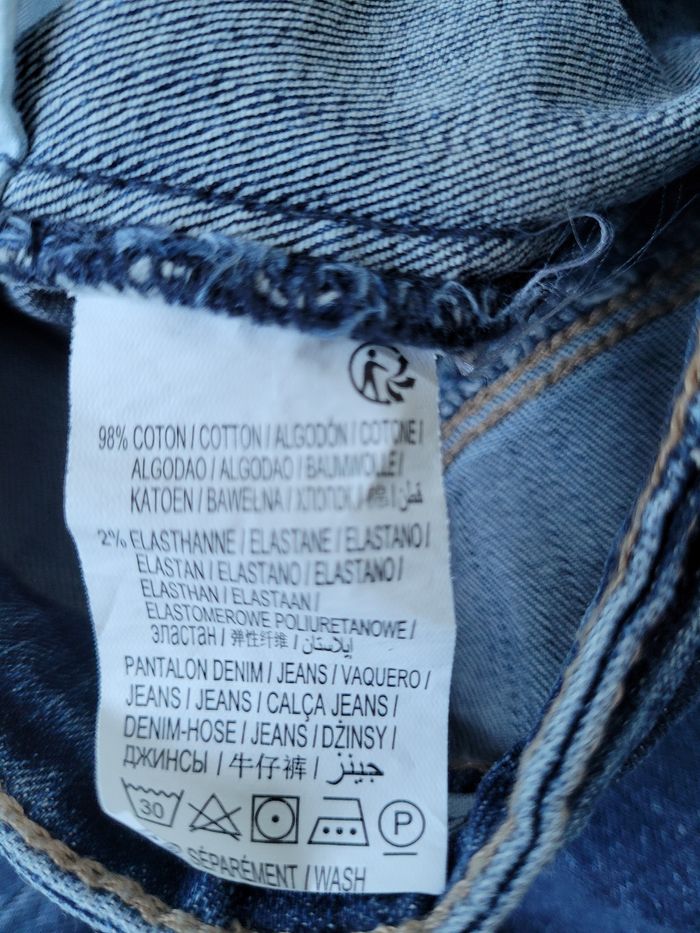 98% COTON / COTTON / ALGODÓN / COTONE /
ALGODAO / ALGODAO / BAUMWOLLE /
KATOEN / BAWEŁNA / ХЛОПОК / 棉 / قطن
2% ELASTHANNE / ELASTANE / ELASTANO /
ELASTAN / ELASTANO / ELASTANO /
ELASTHAN / ELASTAAN /
ELASTOMEROWE POLIURETANOWE /
ЭЛАСТАН / 弹性纤维 / إيلاستان
PANTALON DENIM / JEANS / VAQUERO /
JEANS / JEANS / CALÇA JEANS /
DENIM-HOSE / JEANS / DŻINSY /
ДЖИНСЫ / 牛仔裤 / جينز
30 P
SÉPARÉMENT / WASH